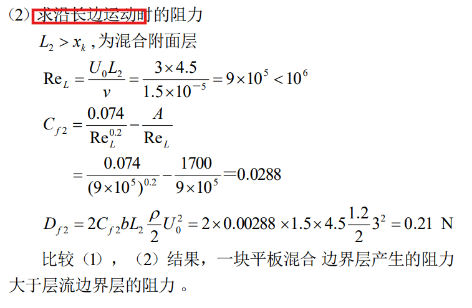 (2) 求沿长边运动时的阻力
L₂ > xₖ ,为混合附面层
Re_L = U₀L₂/ν = 3×4.5/1.5×10⁻⁵ = 9×10⁵ <10⁶
C_f2 = 0.074/Re_L^0.2 − A/Re_L
= 0.074/(9×10⁵)^0.2 − 1700/9×10⁵ =0.0288
D_f2 = 2C_f2 bL₂ ρ/2 U₀² = 2×0.00288 ×1.5×4.5 1.2/2 3² = 0.21 N
比较(1),(2)结果,一块平板混合 边界层产生的阻力
大于层流边界层的阻力 。